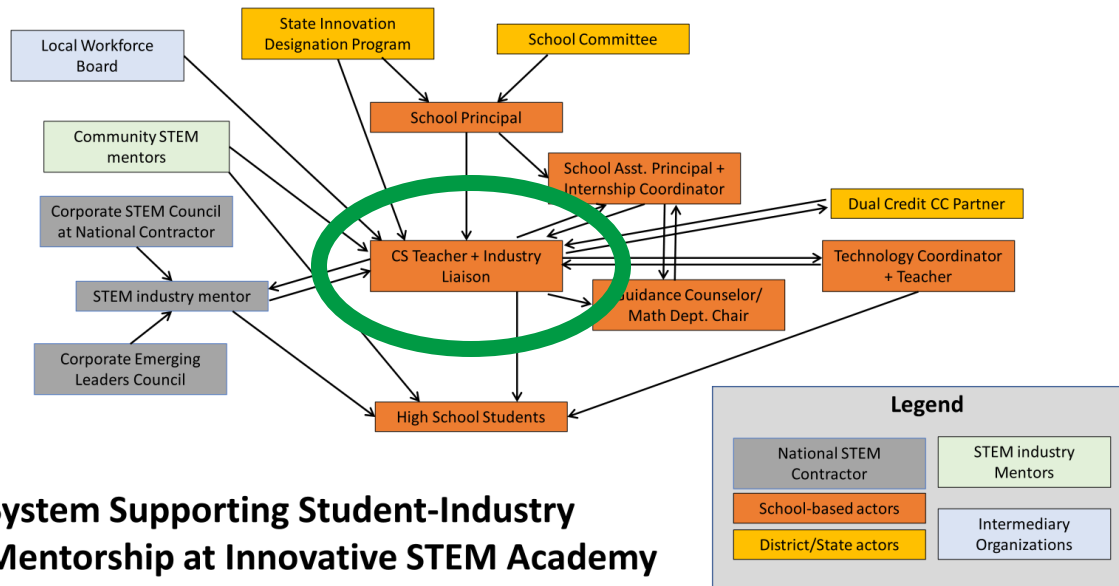 State Innovation
Designation Program
School Committee
Local Workforce
Board
School Principal
Community STEM
mentors
School Asst. Principal +
Internship Coordinator
Corporate STEM Council
at National Contractor
Dual Credit CC Partner
CS Teacher + Industry
Liaison
Technology Coordinator
+ Teacher
STEM industry mentor
uidance Counselor/
Math Dept. Chair
Corporate Emerging
Leaders Council
High School Students
Legend
National STEM
Contractor
STEM industry
Mentors
School-based actors
District/State actors
Intermediary
Organizations
ystem Supporting Student-Industry
Mentorship at Innovative STEM Academy